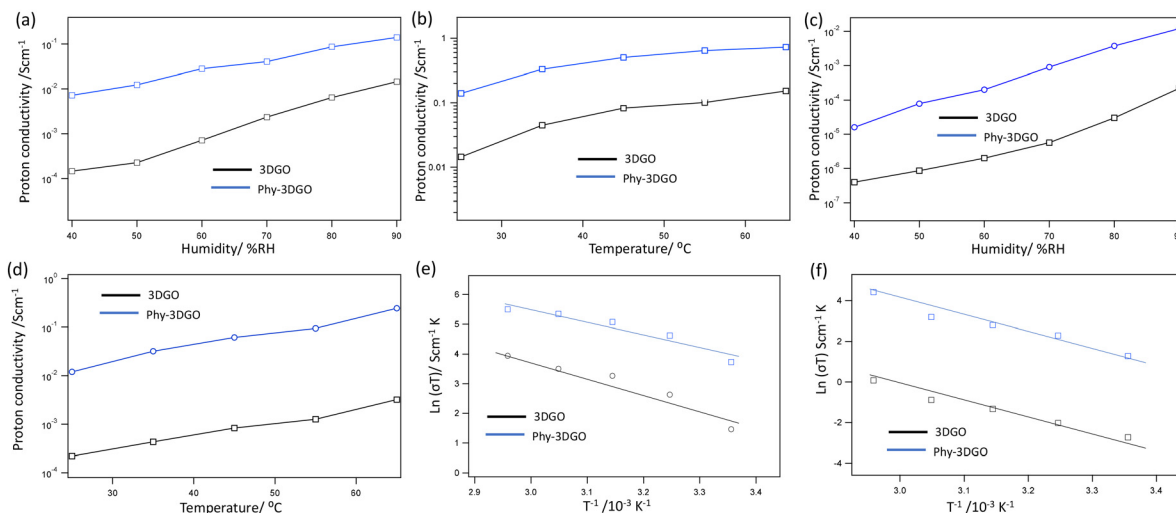 (a)
Proton conductivity /Scm⁻¹
10⁻¹
10⁻²
10⁻³
10⁻⁴
3DGO
Phy-3DGO
40 50 60 70 80 90
Humidity/ %RH
(b)
Proton conductivity /Scm⁻¹
1
0.1
0.01
3DGO
Phy-3DGO
30 40 50 60
Temperature/ ⁰C
(c)
Proton conductivity /Scm⁻¹
10⁻²
10⁻³
10⁻⁴
10⁻⁵
10⁻⁶
10⁻⁷
3DGO
Phy-3DGO
40 50 60 70 80
Humidity/ %RH
(d)
Proton conductivity /Scm⁻¹
10⁰
10⁻¹
10⁻²
10⁻³
10⁻⁴
3DGO
Phy-3DGO
30 40 50 60
Temperature/ ⁰C
(e)
Ln (σT)/ Scm⁻¹ K
6
5
4
3
2
1
0
3DGO
Phy-3DGO
2.9 3.0 3.1 3.2 3.3 3.4
T⁻¹ /10⁻³ K⁻¹
(f)
Ln (σT) Scm⁻¹ K
4
2
0
-2
-4
3DGO
Phy-3DGO
3.0 3.1 3.2 3.3 3.4
T⁻¹ /10⁻³ K⁻¹